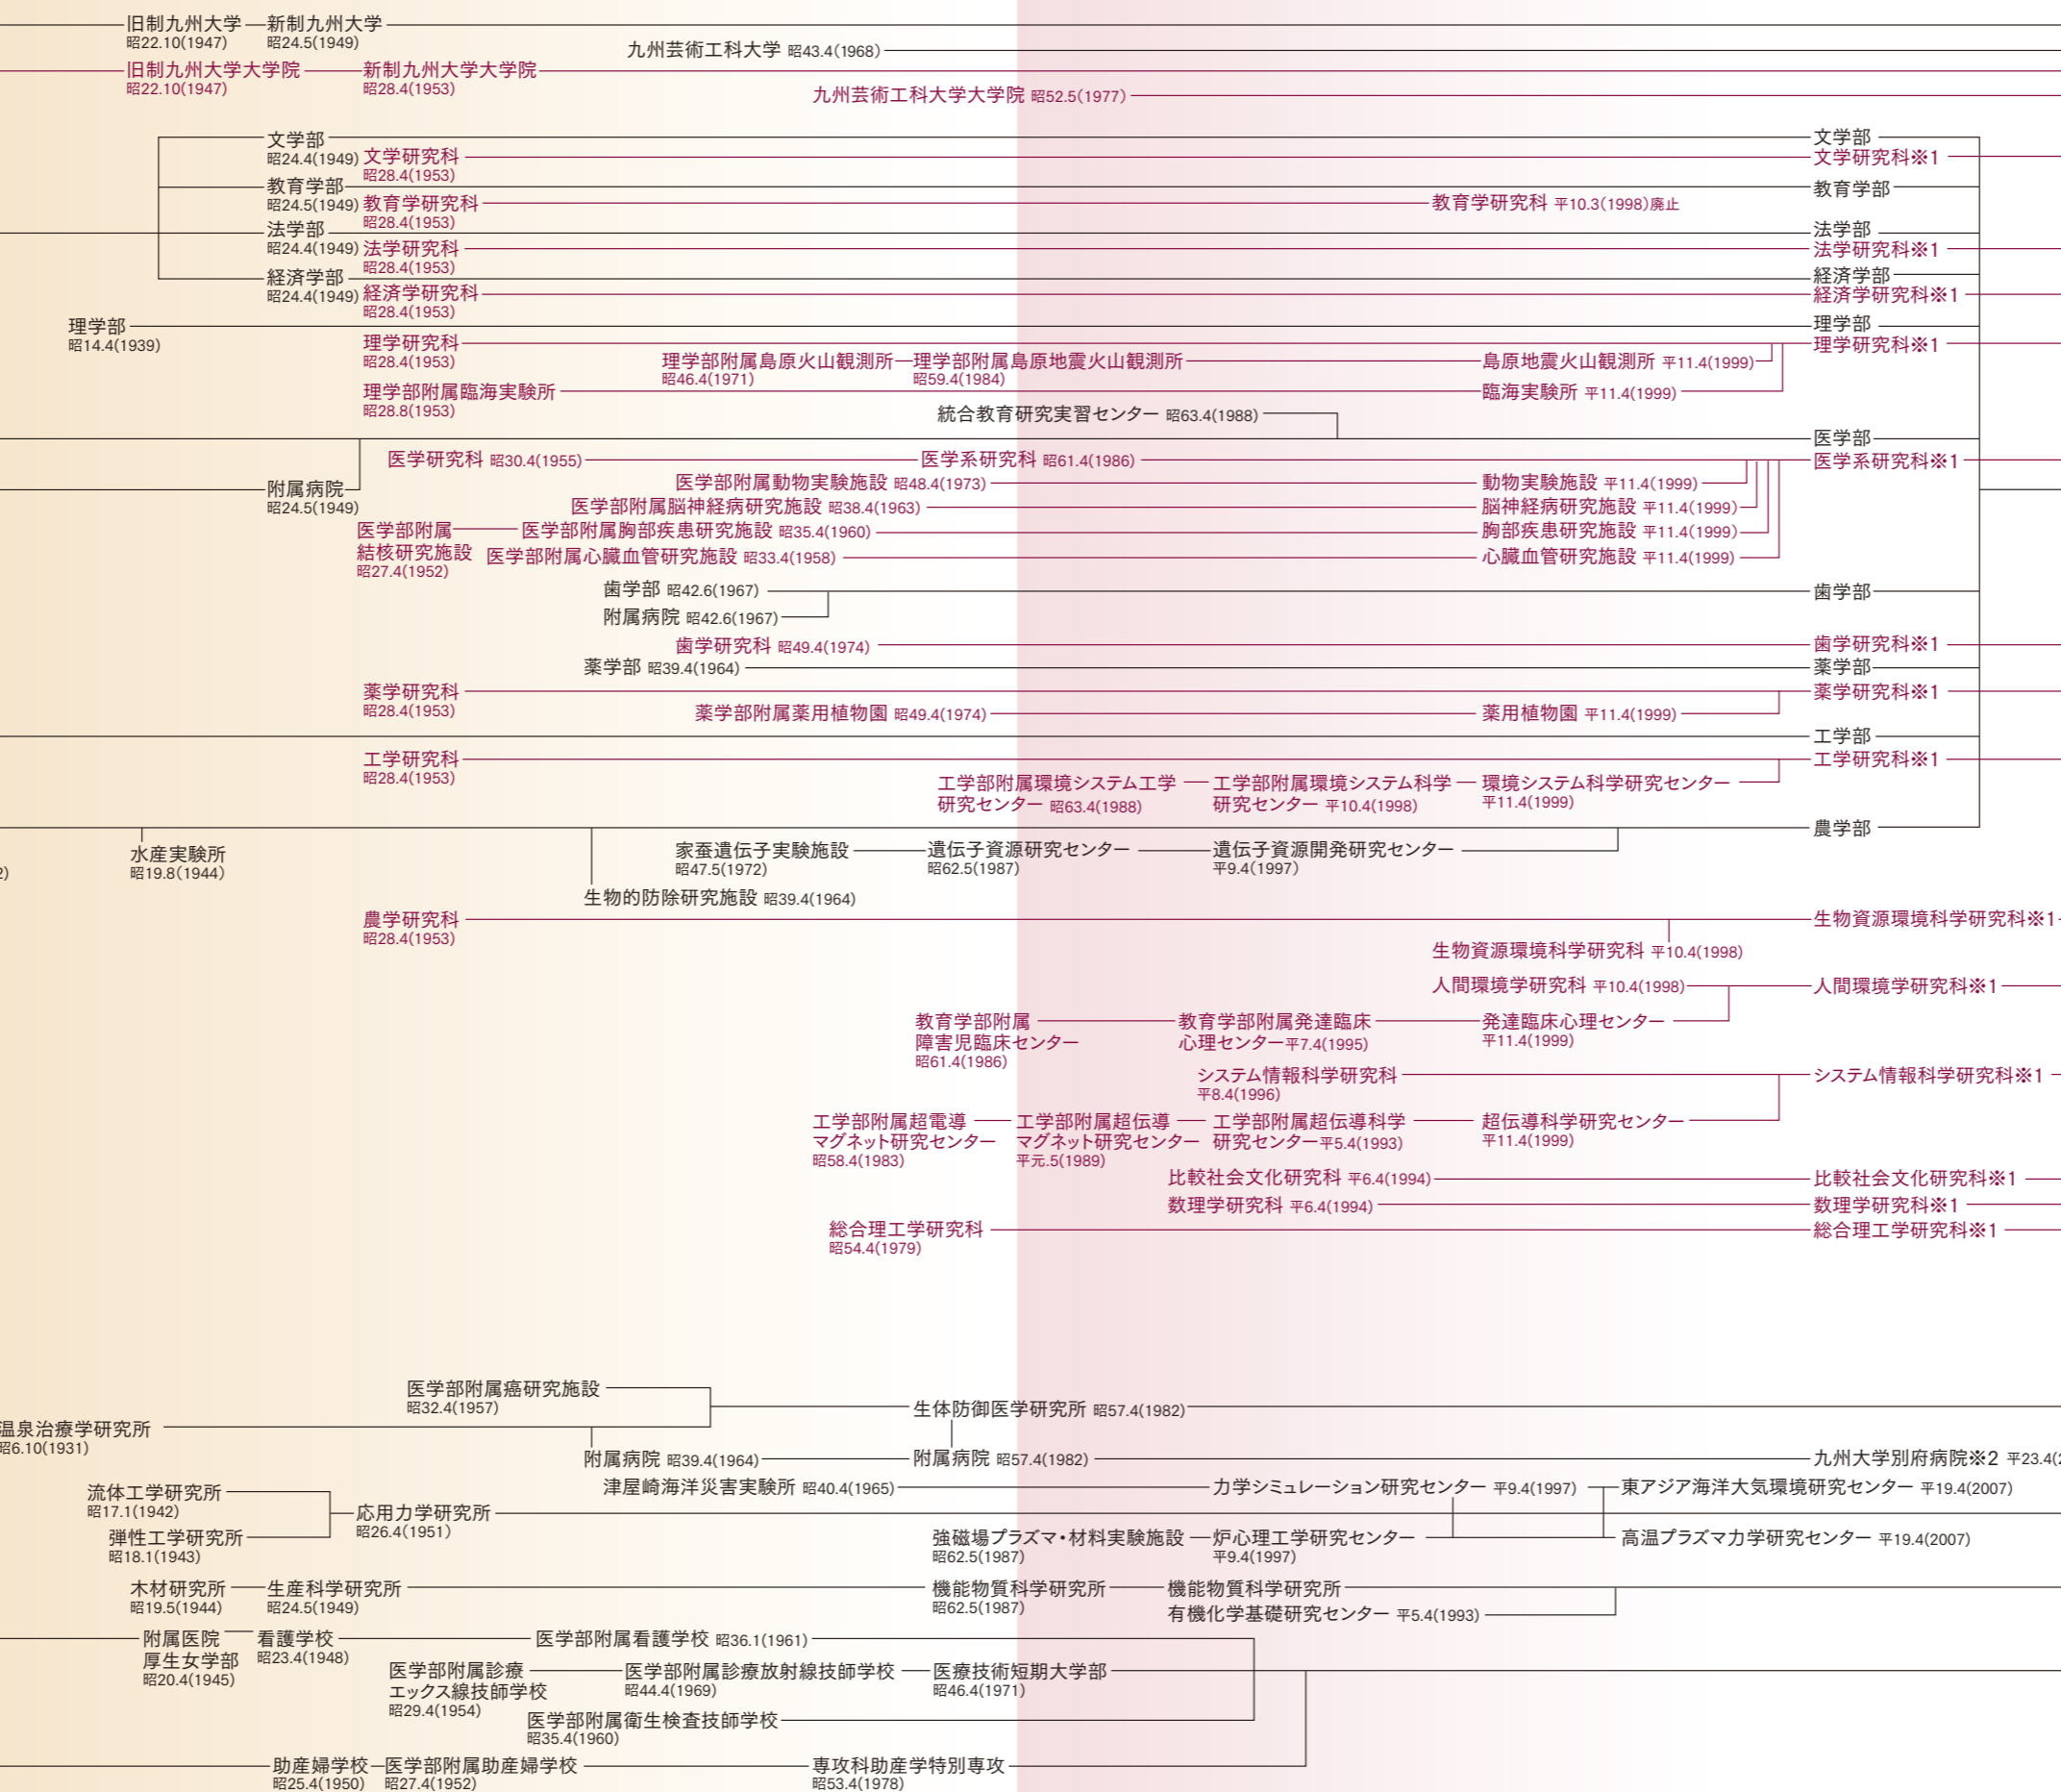 旧制九州大学 新制九州大学
昭22.10(1947) 昭24.5(1949)
九州芸術工科大学 昭43.4(1968)
旧制九州大学大学院 新制九州大学大学院
昭22.10(1947) 昭28.4(1953)
九州芸術工科大学大学院 昭52.5(1977)
文学部 文学部
昭24.4(1949) 文学研究科 文学研究科※1
昭28.4(1953)
教育学部 教育学部
昭24.5(1949) 教育学研究科 教育学研究科 平10.3(1998)廃止
昭28.4(1953)
法学部 法学部
昭24.4(1949) 法学研究科 法学研究科※1
昭28.4(1953)
経済学部 経済学部
昭24.4(1949) 経済学研究科 経済学研究科※1
昭28.4(1953)
理学部 理学部
昭14.4(1939)
理学研究科 理学研究科※1
昭28.4(1953)
理学部附属島原火山観測所 理学部附属島原地震火山観測所 島原地震火山観測所 平11.4(1999)
昭46.4(1971) 昭59.4(1984)
理学部附属臨海実験所 臨海実験所 平11.4(1999)
昭28.8(1953)
統合教育研究実習センター 昭63.4(1988)
医学部
医学研究科 昭30.4(1955) 医学系研究科 昭61.4(1986) 医学系研究科※1
医学部附属動物実験施設 昭48.4(1973) 動物実験施設 平11.4(1999)
附属病院
昭24.5(1949)
医学部附属脳神経病研究施設 昭38.4(1963) 脳神経病研究施設 平11.4(1999)
医学部附属 医学部附属胸部疾患研究施設 昭35.4(1960) 胸部疾患研究施設 平11.4(1999)
結核研究施設 医学部附属心臓血管研究施設 昭33.4(1958) 心臓血管研究施設 平11.4(1999)
昭27.4(1952)
歯学部 昭42.6(1967) 歯学部
附属病院 昭42.6(1967)
歯学研究科 昭49.4(1974) 歯学研究科※1
薬学部 昭39.4(1964) 薬学部
薬学研究科 薬学研究科※1
昭28.4(1953)
薬学部附属薬用植物園 昭49.4(1974) 薬用植物園 平11.4(1999)
工学部
工学研究科 工学研究科※1
昭28.4(1953)
工学部附属環境システム工学 工学部附属環境システム科学 環境システム科学研究センター
研究センター 昭63.4(1988) 研究センター 平10.4(1998) 平11.4(1999)
農学部
水産実験所 家蚕遺伝子実験施設 遺伝子資源研究センター 遺伝子資源開発研究センター
2) 昭19.8(1944) 昭47.5(1972) 昭62.5(1987) 平9.4(1997)
生物的防除研究施設 昭39.4(1964)
農学研究科 生物資源環境科学研究科※1
昭28.4(1953)
生物資源環境科学研究科 平10.4(1998)
人間環境学研究科 平10.4(1998) 人間環境学研究科※1
教育学部附属 教育学部附属発達臨床 発達臨床心理センター
障害児臨床センター 心理センター平7.4(1995) 平11.4(1999)
昭61.4(1986)
システム情報科学研究科 システム情報科学研究科※1
平8.4(1996)
工学部附属超電導 工学部附属超伝導 工学部附属超伝導科学 超伝導科学研究センター
マグネット研究センター マグネット研究センター 研究センター平5.4(1993) 平11.4(1999)
昭58.4(1983) 平元.5(1989)
比較社会文化研究科 平6.4(1994) 比較社会文化研究科※1
数理学研究科 平6.4(1994) 数理学研究科※1
総合理工学研究科 総合理工学研究科※1
昭54.4(1979)
医学部附属癌研究施設
昭32.4(1957)
生体防御医学研究所 昭57.4(1982)
温泉治療学研究所
昭6.10(1931)
附属病院 昭39.4(1964) 附属病院 昭57.4(1982) 九州大学別府病院※2 平23.4(2
津屋崎海洋災害実験所 昭40.4(1965) 力学シミュレーション研究センター 平9.4(1997) 東アジア海洋大気環境研究センター 平19.4(2007)
流体工学研究所
昭17.1(1942)
応用力学研究所
昭26.4(1951)
弾性工学研究所 強磁場プラズマ・材料実験施設 炉心理工学研究センター 高温プラズマ力学研究センター 平19.4(2007)
昭18.1(1943) 昭62.5(1987) 平9.4(1997)
木材研究所 生産科学研究所 機能物質科学研究所 機能物質科学研究所
昭19.5(1944) 昭24.5(1949) 昭62.5(1987)
有機化学基礎研究センター 平5.4(1993)
附属医院 看護学校 医学部附属看護学校 昭36.1(1961)
厚生女学部 昭23.4(1948)
昭20.4(1945)
医学部附属診療 医学部附属診療放射線技師学校 医療技術短期大学部
エックス線技師学校 昭44.4(1969) 昭46.4(1971)
昭29.4(1954)
医学部附属衛生検査技師学校
昭35.4(1960)
助産婦学校 医学部附属助産婦学校 専攻科助産学特別専攻
昭25.4(1950) 昭27.4(1952) 昭53.4(1978)